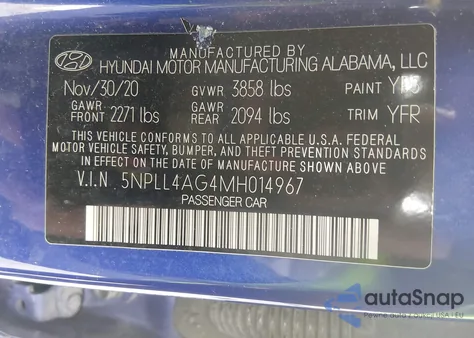 MANUFACTURED BY
HYUNDAI MOTOR MANUFACTURING ALABAMA, LLC
Nov/30/20 GVWR 3858 lbs PAINT
GAWR FRONT 2271 lbs GAWR REAR 2094 lbs TRIM YFR
THIS VEHICLE CONFORMS TO ALL APPLICABLE U.S.A. FEDERAL
MOTOR VEHICLE SAFETY, BUMPER, AND THEFT PREVENTION
STANDARDS IN EFFECT ON THE DATE OF MANUFACTURE SHOWN ABOVE.
V.I.N 5NPLL4AG4MH014967
PASSENGER CAR
autoSnap